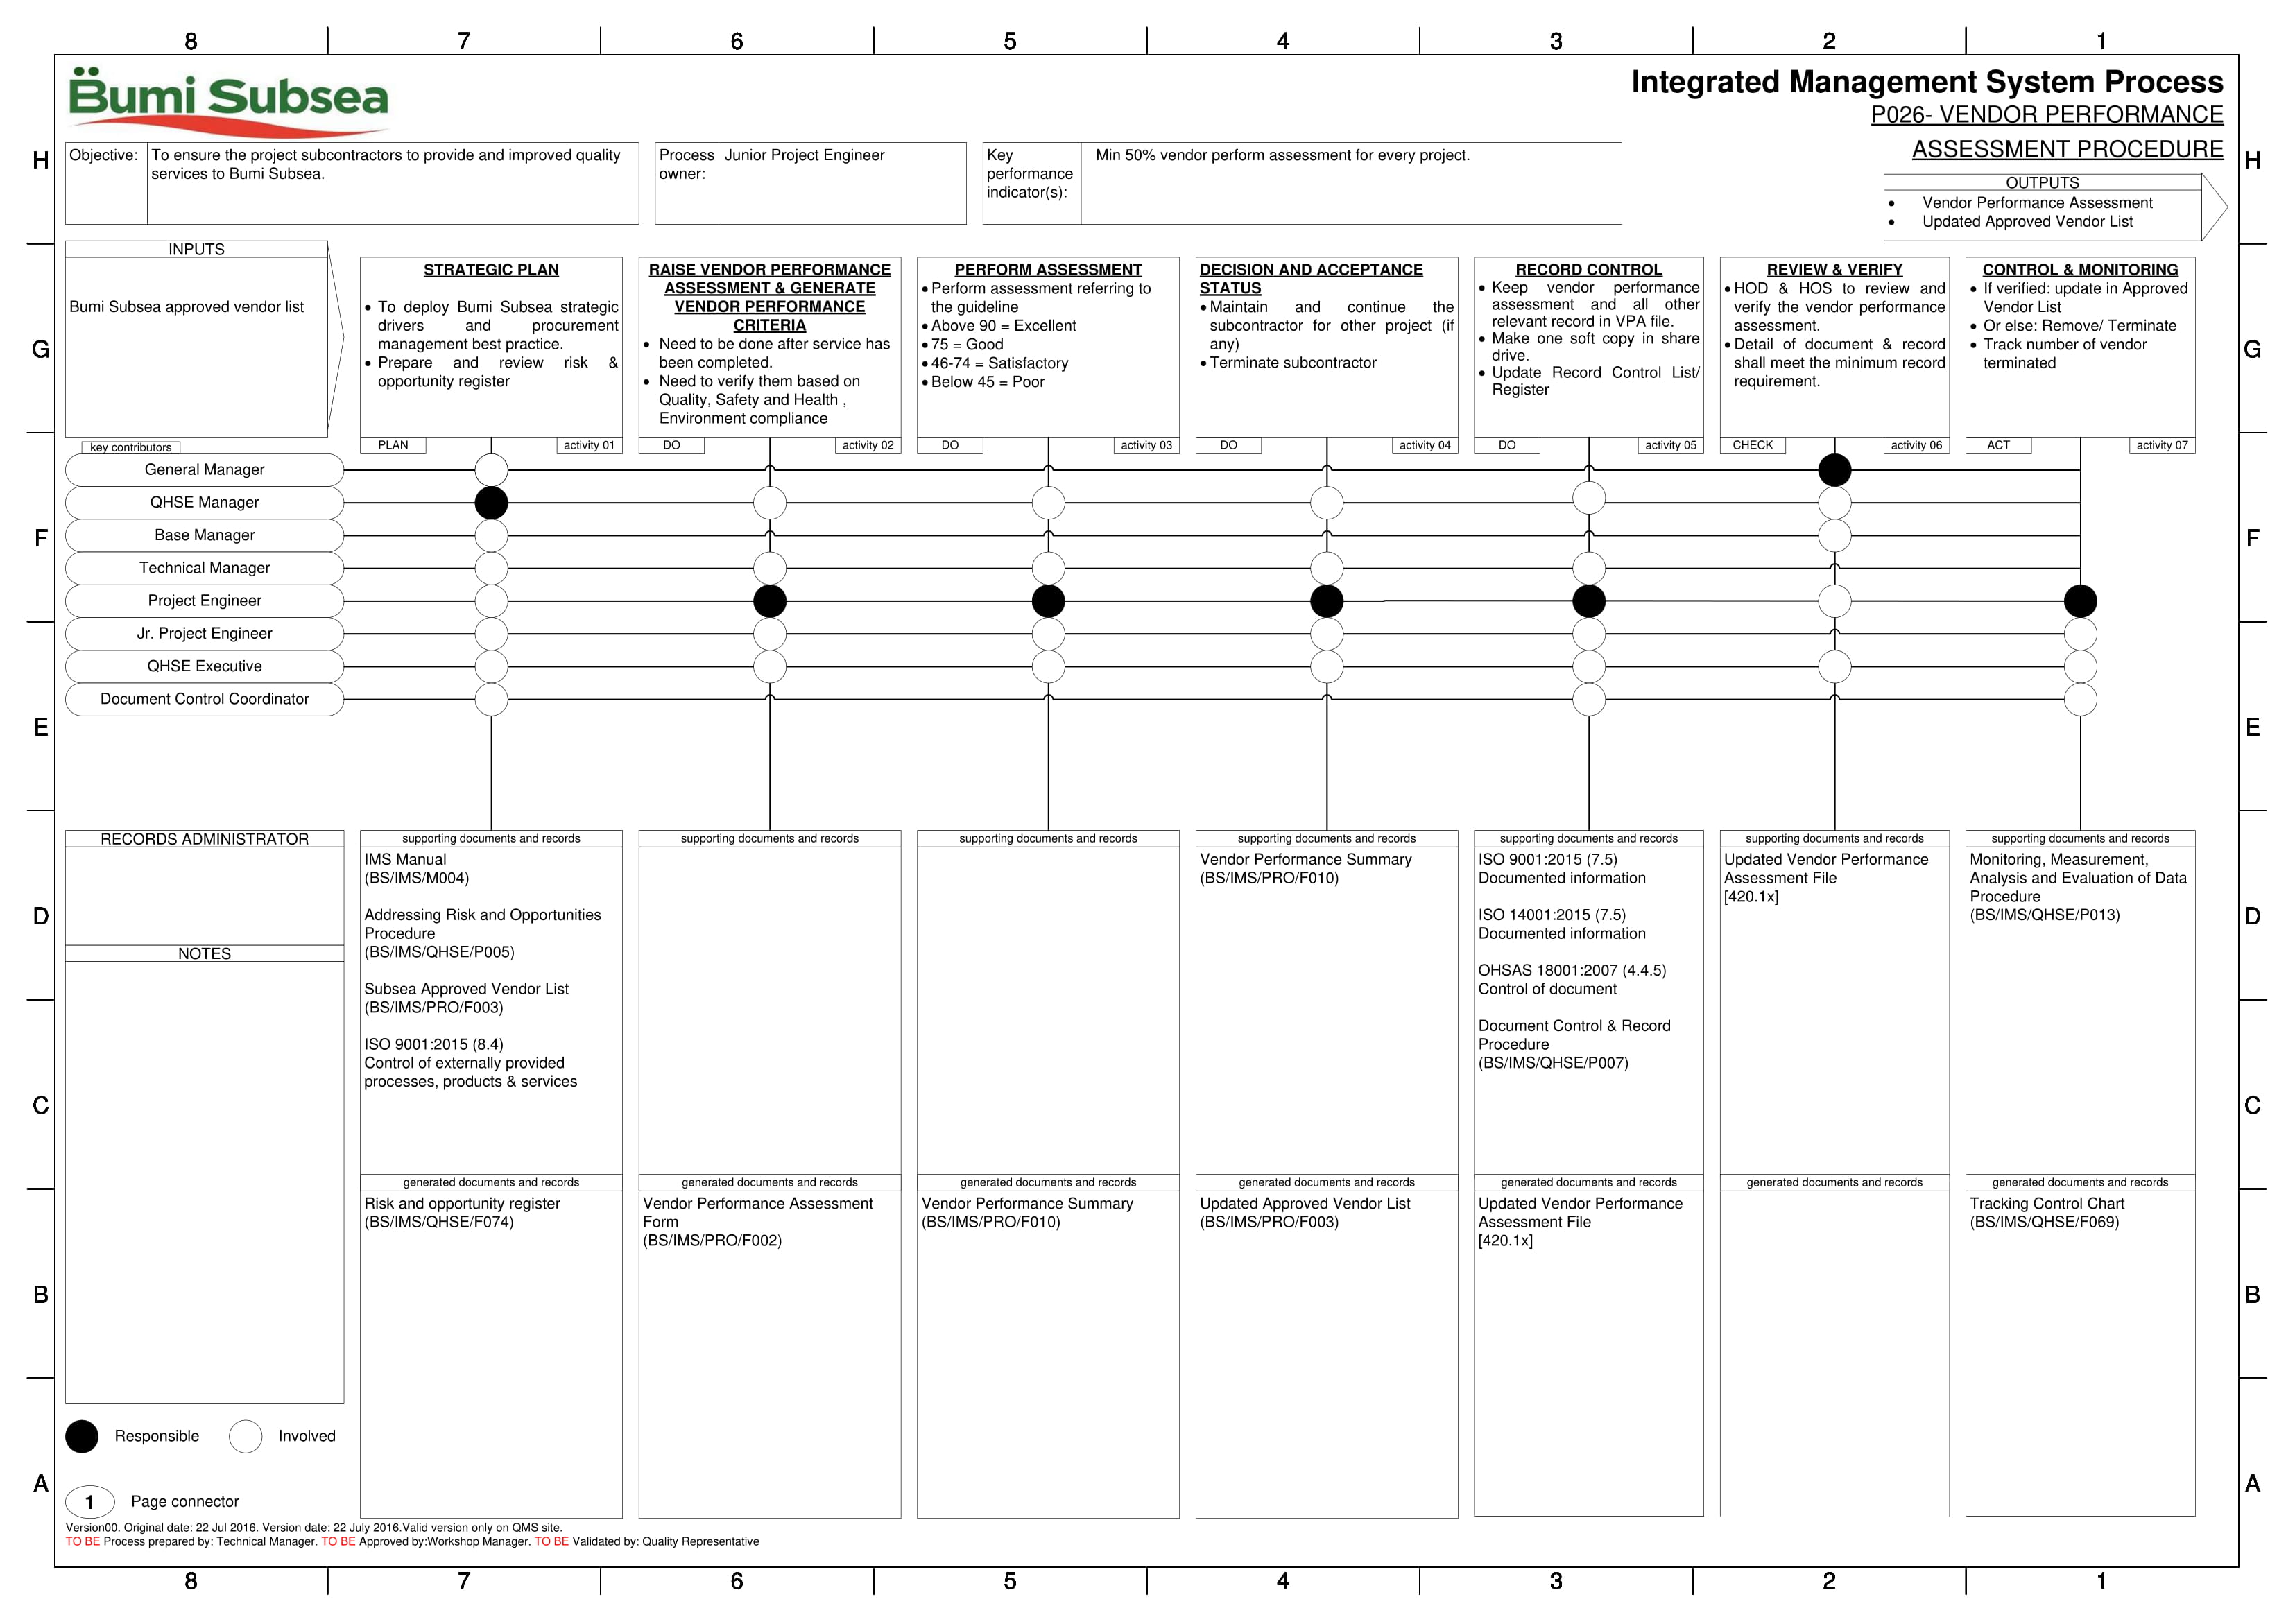 8 7 6 5 4 3 2 1
Bumi Subsea
Integrated Management System Process
P026- VENDOR PERFORMANCE
ASSESSMENT PROCEDURE
H H
Objective:
To ensure the project subcontractors to provide and improved quality
services to Bumi Subsea.
Process
owner:
Junior Project Engineer
Key
performance
indicator(s):
Min 50% vendor perform assessment for every project.
OUTPUTS
• Vendor Performance Assessment
• Updated Approved Vendor List
INPUTS
Bumi Subsea approved vendor list
G G
STRATEGIC PLAN
• To deploy Bumi Subsea strategic
drivers and procurement
management best practice.
• Prepare and review risk &
opportunity register
PLAN activity 01
RAISE VENDOR PERFORMANCE
ASSESSMENT & GENERATE
VENDOR PERFORMANCE
CRITERIA
• Need to be done after service has
been completed.
• Need to verify them based on
Quality, Safety and Health ,
Environment compliance
DO activity 02
PERFORM ASSESSMENT
• Perform assessment referring to
the guideline
• Above 90 = Excellent
• 75 = Good
• 46-74 = Satisfactory
• Below 45 = Poor
DO activity 03
DECISION AND ACCEPTANCE
STATUS
• Maintain and continue the
subcontractor for other project (if
any)
• Terminate subcontractor
DO activity 04
RECORD CONTROL
• Keep vendor performance
assessment and all other
relevant record in VPA file.
• Make one soft copy in share
drive.
• Update Record Control List/
Register
DO activity 05
REVIEW & VERIFY
• HOD & HOS to review and
verify the vendor performance
assessment.
• Detail of document & record
shall meet the minimum record
requirement.
CHECK activity 06
CONTROL & MONITORING
• If verified: update in Approved
Vendor List
• Or else: Remove/ Terminate
• Track number of vendor
terminated
ACT activity 07
key contributors
General Manager
QHSE Manager
Base Manager
F F
Technical Manager
Project Engineer
Jr. Project Engineer
QHSE Executive
Document Control Coordinator
E E
RECORDS ADMINISTRATOR
NOTES
D D
supporting documents and records
IMS Manual
(BS/IMS/M004)
Addressing Risk and Opportunities
Procedure
(BS/IMS/QHSE/P005)
Subsea Approved Vendor List
(BS/IMS/PRO/F003)
ISO 9001:2015 (8.4)
Control of externally provided
processes, products & services
supporting documents and records
supporting documents and records
supporting documents and records
Vendor Performance Summary
(BS/IMS/PRO/F010)
supporting documents and records
ISO 9001:2015 (7.5)
Documented information
ISO 14001:2015 (7.5)
Documented information
OHSAS 18001:2007 (4.4.5)
Control of document
Document Control & Record
Procedure
(BS/IMS/QHSE/P007)
supporting documents and records
Updated Vendor Performance
Assessment File
[420.1x]
supporting documents and records
Monitoring, Measurement,
Analysis and Evaluation of Data
Procedure
(BS/IMS/QHSE/P013)
C C
generated documents and records
Risk and opportunity register
(BS/IMS/QHSE/F074)
generated documents and records
Vendor Performance Assessment
Form
(BS/IMS/PRO/F002)
generated documents and records
Vendor Performance Summary
(BS/IMS/PRO/F010)
generated documents and records
Updated Approved Vendor List
(BS/IMS/PRO/F003)
generated documents and records
Updated Vendor Performance
Assessment File
[420.1x]
generated documents and records
generated documents and records
Tracking Control Chart
(BS/IMS/QHSE/F069)
B B
Responsible Involved
A A
1 Page connector
Version00. Original date: 22 Jul 2016. Version date: 22 July 2016.Valid version only on QMS site.
TO BE Process prepared by: Technical Manager. TO BE Approved by:Workshop Manager. TO BE Validated by: Quality Representative
8 7 6 5 4 3 2 1